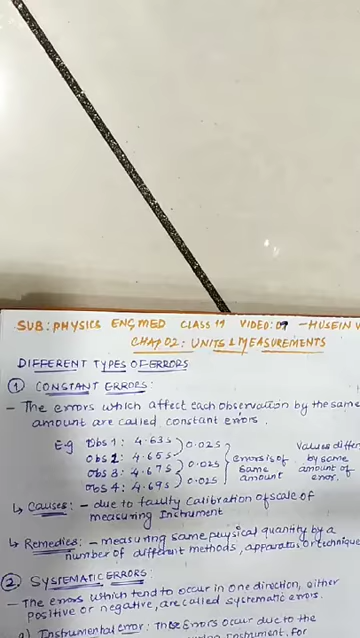 SUB: PHYSICS ENG MED CLASS 11 VIDEO: 07 - HUSEIN V
CHAP 02: UNITS & MEASUREMENTS
DIFFERENT TYPES OF ERRORS
① CONSTANT ERRORS:
- The errors which affect each observation by the same
amount are called constant errors.
Eg Obs 1: 4.63s 0.02s
Obs 2: 4.65s 0.02s
Obs 3: 4.67s 0.02s
Obs 4: 4.69s
error is of same amount
Values differ by some amount of error.
↳ Causes: - due to faulty Calibration of scale of
measuring Instrument
↳ Remedies: - measuring same physical quantity by a
number of different methods, apparatus or technique
② SYSTEMATIC ERRORS:
- The errors which tend to occur in one direction, either
positive or negative, are called systematic errors.
a) Instrumental error: These Errors occur due to the
instrument. For